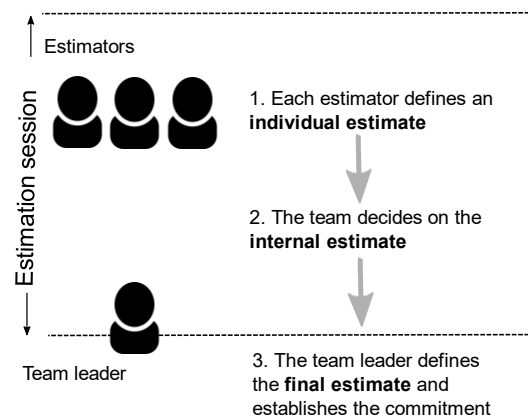 Estimators
Estimation session
1. Each estimator defines an
individual estimate
2. The team decides on the
internal estimate
Team leader
3. The team leader defines
the final estimate and
establishes the commitment